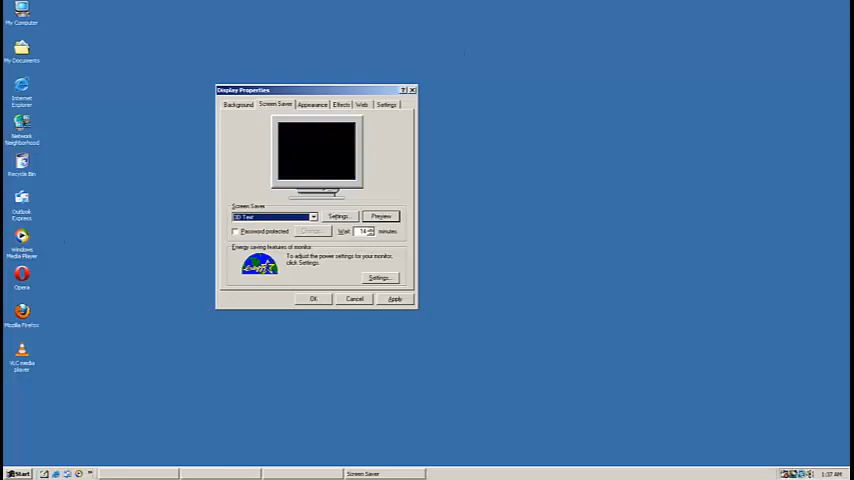 My Computer
My Documents
Internet
Explorer
Network
Neighborhood
Recycle Bin
Outlook
Express
Windows
Media Player
Opera
Mozilla Firefox
VLC media
player
Display Properties
Background Screen Saver Appearance Effects Web Settings
Screen Saver
3D Text Settings... Preview
Password protected Change... Wait: 14 minutes
Energy saving features of monitor
To adjust the power settings for your monitor,
click Settings.
Settings...
OK Cancel Apply
Start Screen Saver 1:37 AM